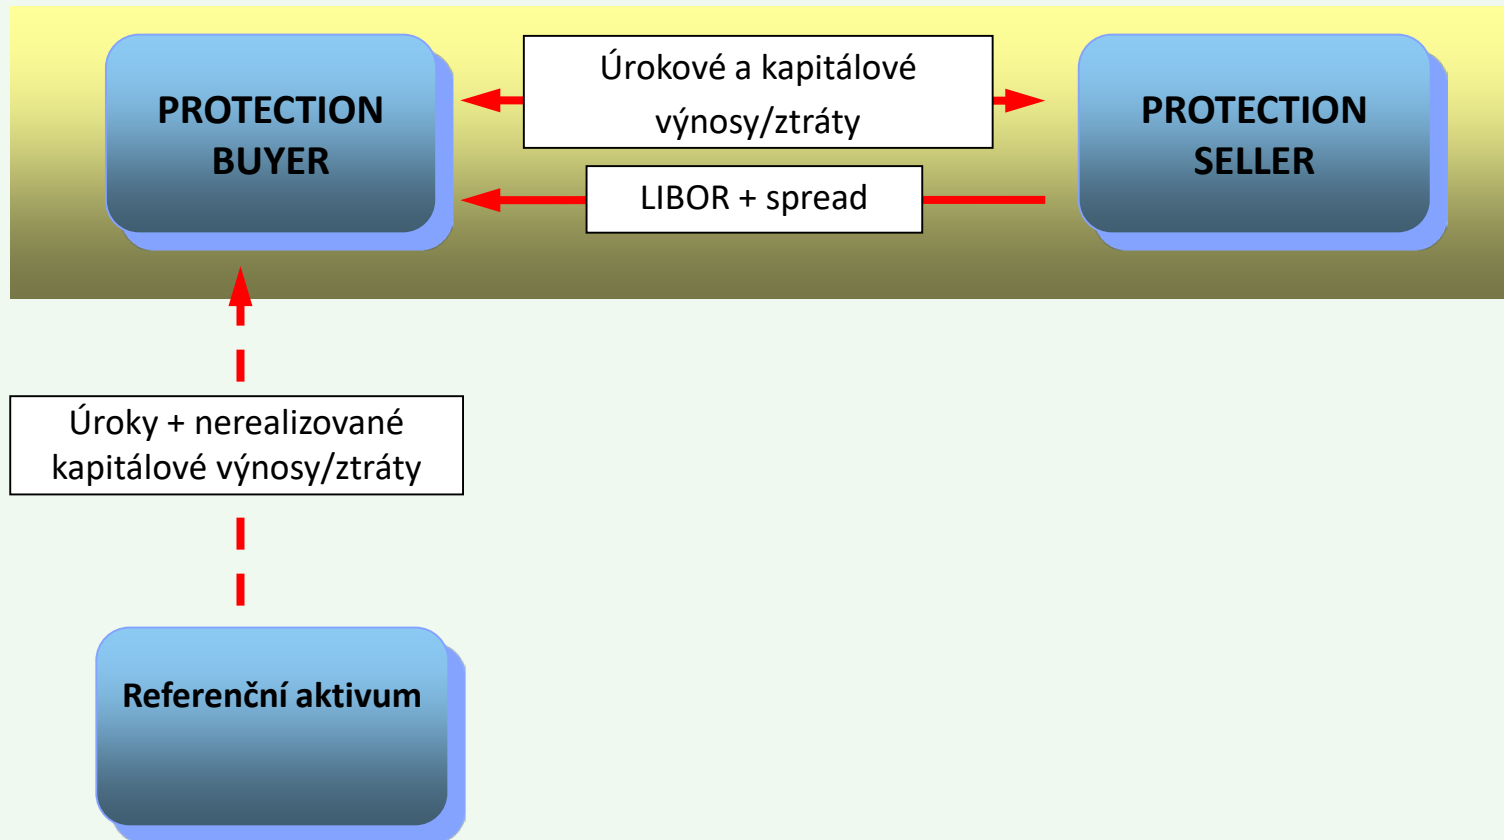 PROTECTION
BUYER
Úrokové a kapitálové
výnosy/ztráty
LIBOR + spread
PROTECTION
SELLER
Úroky + nerealizované
kapitálové výnosy/ztráty
Referenční aktivum